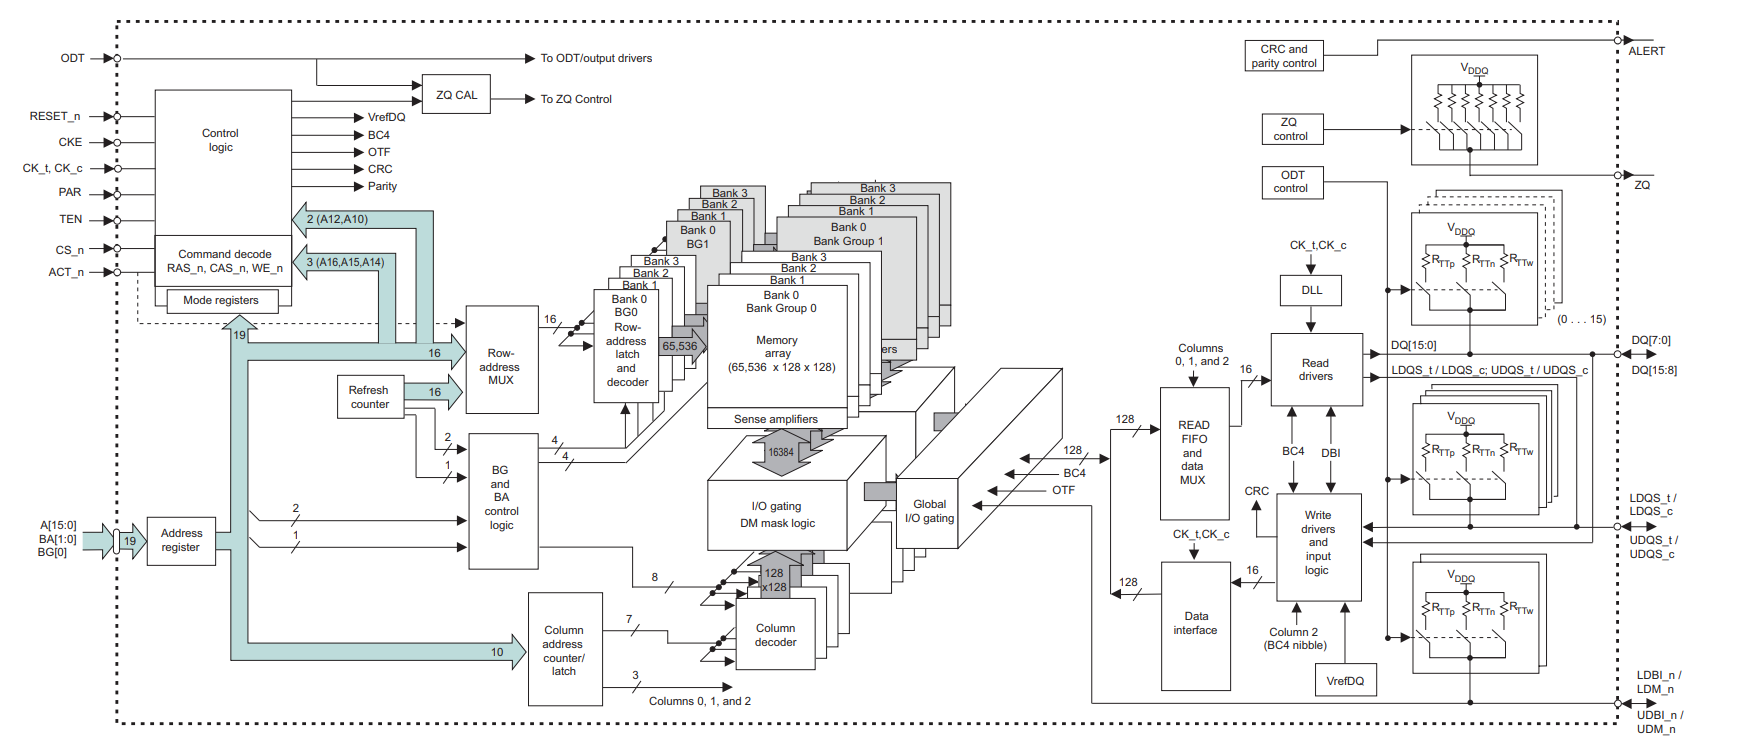 ODT
To ODT/output drivers
ZQ CAL
To ZQ Control
RESET_n
CKE
CK_t, CK_c
PAR
TEN
CS_n
ACT_n
Control
logic
VrefDQ
BC4
OTF
CRC
Parity
2 (A12,A10)
Command decode
RAS_n, CAS_n, WE_n
3 (A16,A15,A14)
Mode registers
19
16
Refresh
counter
16
Row-
address
MUX
16
2
1
BG
and
BA
control
logic
4
4
2
1
A[15:0]
BA[1:0]
BG[0]
19
Address
register
8
10
Column
address
counter/
latch
7
3
Columns 0, 1, and 2
Bank 3
Bank 2
Bank 1
Bank 0
BG1
Bank 3
Bank 2
Bank 1
Bank 0
BG0
Row-
address
latch
and
decoder
65,536
Bank 3
Bank 2
Bank 1
Bank 0
Bank Group 1
Bank 3
Bank 2
Bank 1
Bank 0
Bank Group 0
Memory
array
(65,536 x 128 x 128)
ers
Sense amplifiers
16384
I/O gating
DM mask logic
128
x128
Column
decoder
Global
I/O gating
128
BC4
OTF
128
128
Columns
0, 1, and 2
READ
FIFO
and
data
MUX
16
CK_t,CK_c
Data
interface
16
CK_t,CK_c
DLL
Read
drivers
BC4
DBI
CRC
Write
drivers
and
input
logic
Column 2
(BC4 nibble)
VrefDQ
CRC and
parity control
ZQ
control
ODT
control
VDDQ
VDDQ
RTTp
RTTn
RTTw
(0 . . . 15)
DQ[15:0]
LDQS_t / LDQS_c; UDQS_t / UDQS_c
VDDQ
RTTp
RTTn
RTTw
VDDQ
RTTp
RTTn
RTTw
ALERT
ZQ
DQ[7:0]
DQ[15:8]
LDQS_t /
LDQS_c
UDQS_t /
UDQS_c
LDBI_n /
LDM_n
UDBI_n /
UDM_n